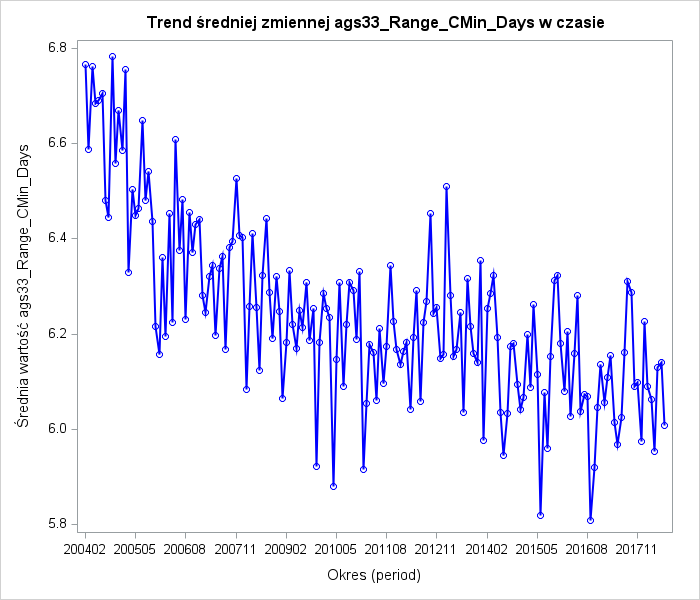 Trend średniej zmiennej ags33_Range_CMin_Days w czasie
Średnia wartość ags33_Range_CMin_Days
6.8
6.6
6.4
6.2
6.0
5.8
200402 200505 200608 200711 200902 201005 201108 201211 201402 201505 201608 201711
Okres (period)